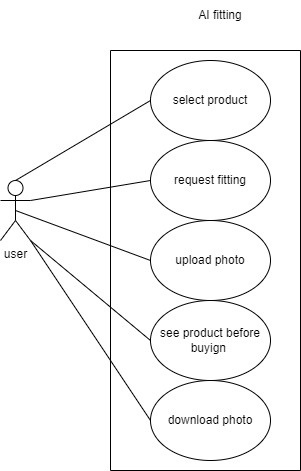 AI fitting
select product
request fitting
upload photo
user
see product before
buyign
download photo